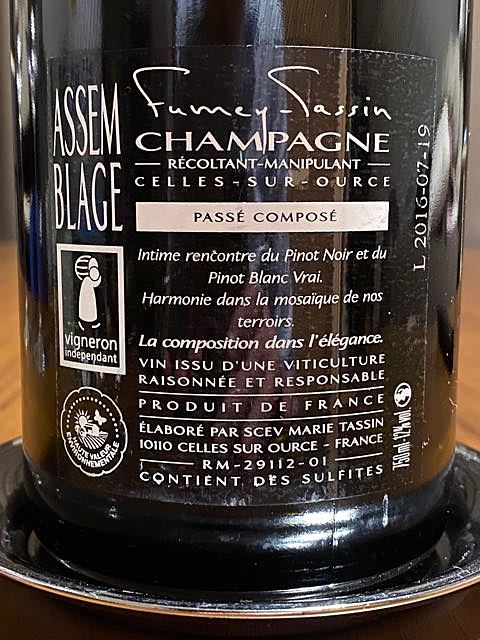 ASSEM
BLAGE
Fumey-Tassin
CHAMPAGNE
RÉCOLTANT-MANIPULANT
CELLES-SUR-OURCE
PASSÉ COMPOSÉ
Intime rencontre du Pinot Noir et du
Pinot Blanc Vrai.
Harmonie dans la mosaïque de nos
terroirs.
La composition dans l'élégance.
VIN ISSU D'UNE VITICULTURE
RAISONNÉE ET RESPONSABLE
PRODUIT DE FRANCE
ÉLABORÉ PAR SCEV MARIE TASSIN
10110 CELLES SUR OURCE - FRANCE
RM-29112-01
CONTIENT DES SULFITES
vigneron
indépendant
HAUTE VALEUR
ENVIRONNEMENTALE
L 2016-07-19
750ml-12%vol